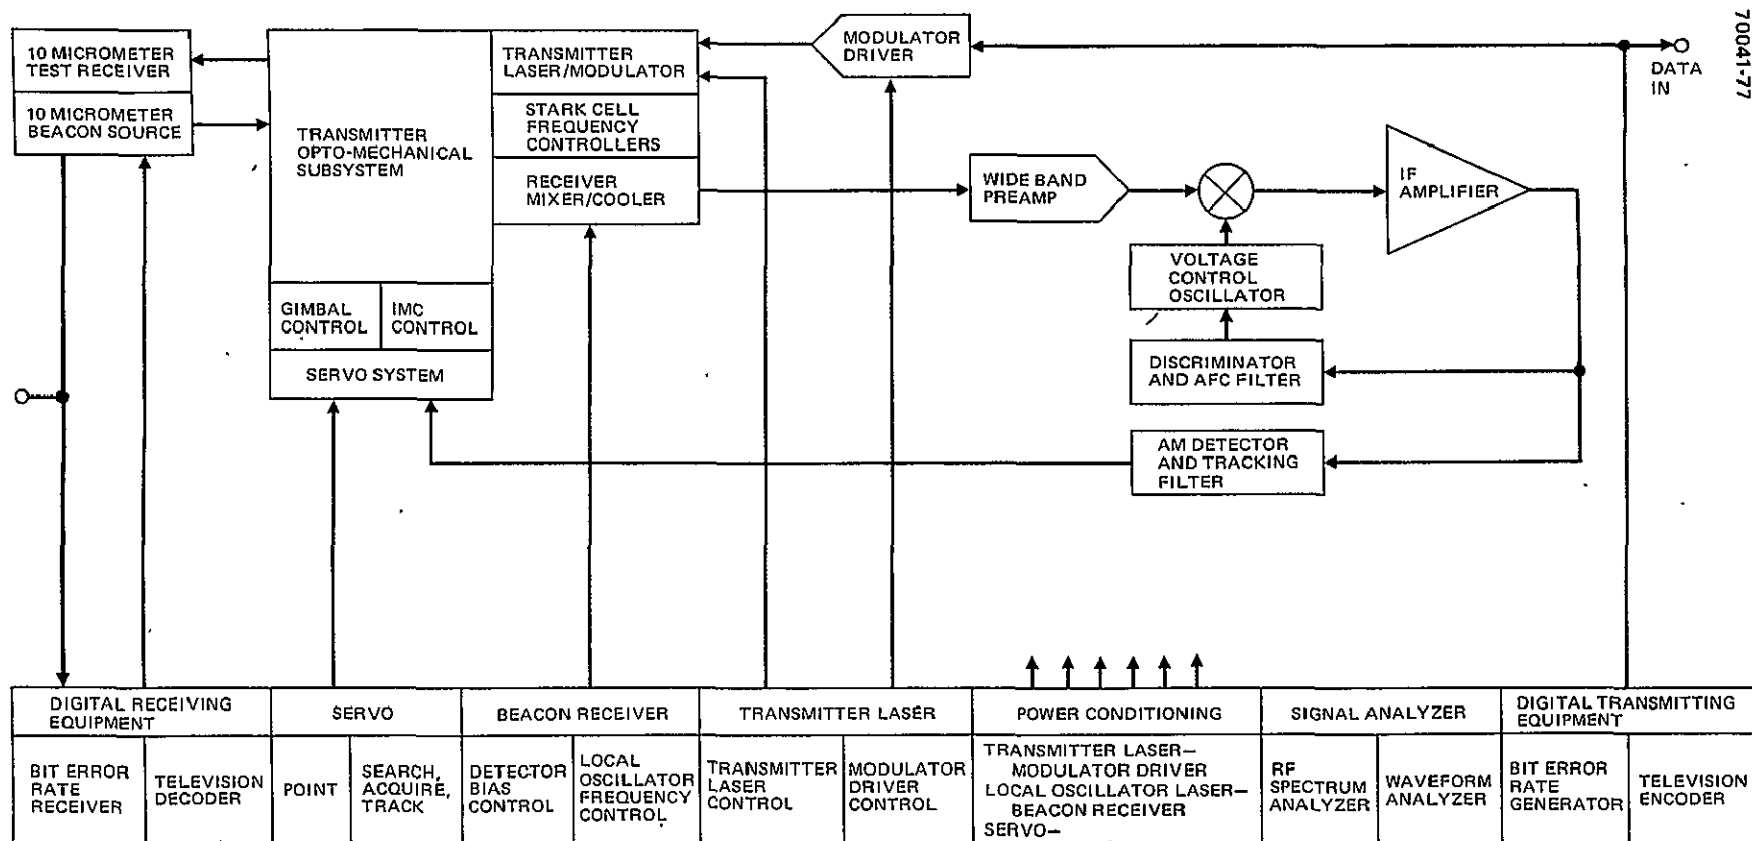 70041-77
10 MICROMETER
TEST RECEIVER
10 MICROMETER
BEACON SOURCE
TRANSMITTER
OPTO-MECHANICAL
SUBSYSTEM
TRANSMITTER
LASER/MODULATOR
STARK CELL
FREQUENCY
CONTROLLERS
RECEIVER
MIXER/COOLER
GIMBAL
CONTROL
IMC
CONTROL
SERVO SYSTEM
MODULATOR
DRIVER
DATA
IN
WIDE BAND
PREAMP
IF
AMPLIFIER
VOLTAGE
CONTROL
OSCILLATOR
DISCRIMINATOR
AND AFC FILTER
AM DETECTOR
AND TRACKING
FILTER
DIGITAL RECEIVING
EQUIPMENT
BIT ERROR
RATE
RECEIVER
TELEVISION
DECODER
SERVO
POINT
SEARCH,
ACQUIRE,
TRACK
BEACON RECEIVER
DETECTOR
BIAS
CONTROL
LOCAL
OSCILLATOR
FREQUENCY
CONTROL
TRANSMITTER LASER
TRANSMITTER
LASER
CONTROL
MODULATOR
DRIVER
CONTROL
POWER CONDITIONING
TRANSMITTER LASER—
MODULATOR DRIVER
LOCAL OSCILLATOR LASER—
BEACON RECEIVER
SERVO—
SIGNAL ANALYZER
RF
SPECTRUM
ANALYZER
WAVEFORM
ANALYZER
DIGITAL TRANSMITTING
EQUIPMENT
BIT ERROR
RATE
GENERATOR
TELEVISION
ENCODER